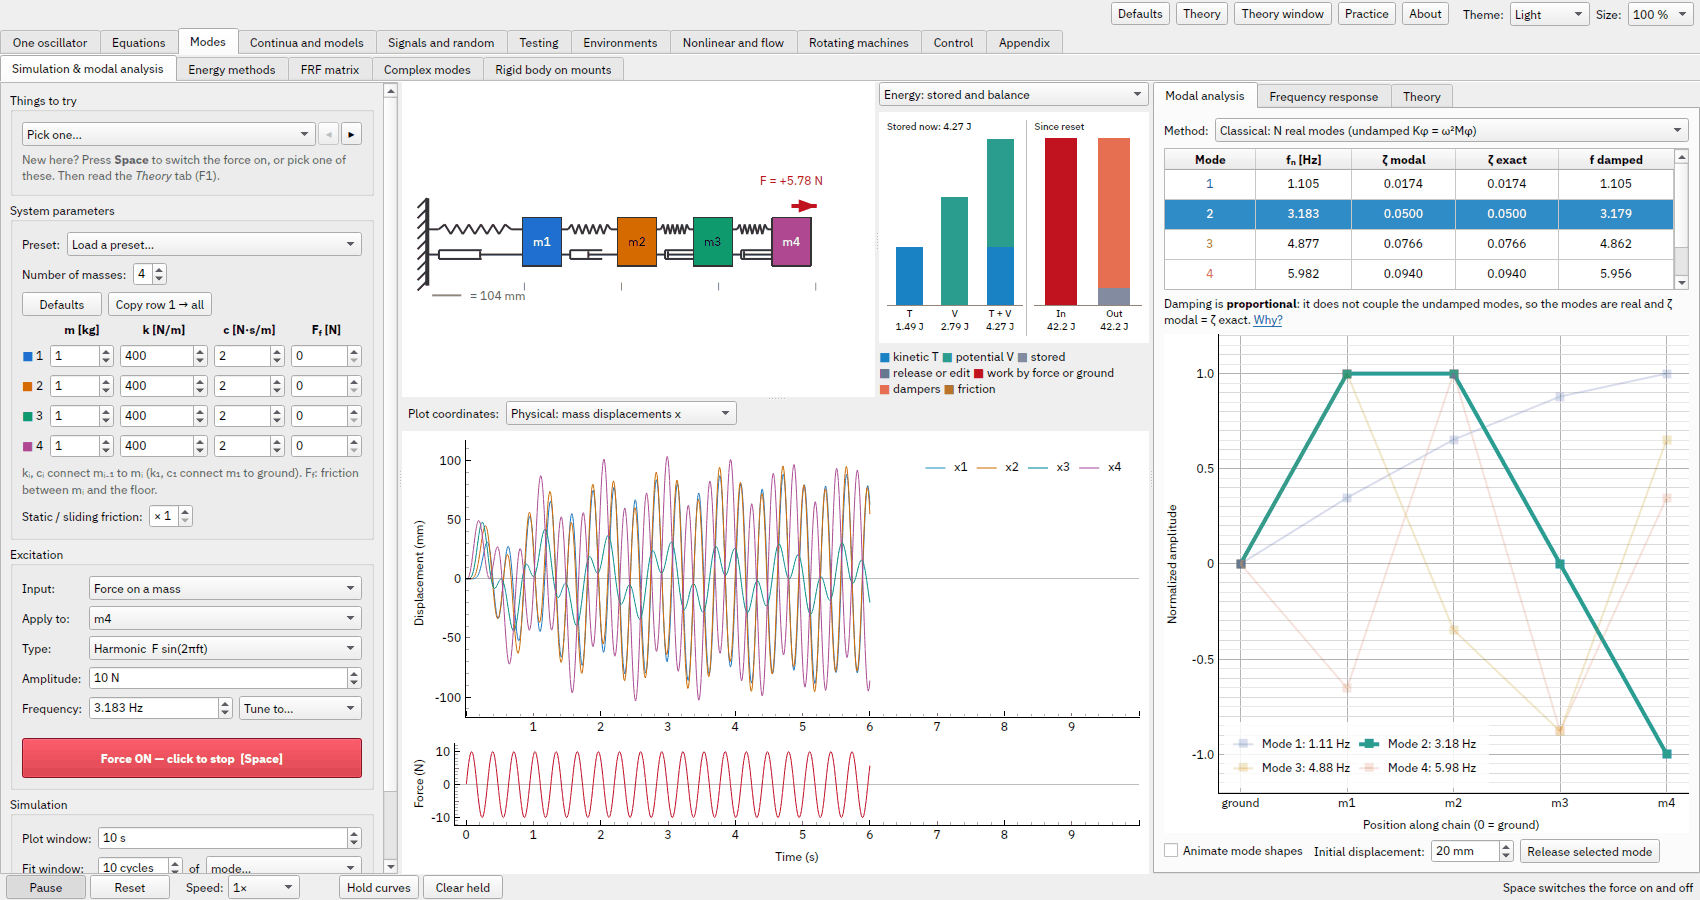 Defaults Theory Theory window Practice About Theme: Light Size: 100 %
One oscillator Equations Modes Continua and models Signals and random Testing Environments Nonlinear and flow Rotating machines Control Appendix
Simulation & modal analysis Energy methods FRF matrix Complex modes Rigid body on mounts
Things to try
Pick one...
New here? Press Space to switch the force on, or pick one of
these. Then read the Theory tab (F1).
System parameters
Preset: Load a preset...
Number of masses: 4
Defaults Copy row 1 → all
m [kg] k [N/m] c [N·s/m] Ff [N]
1 1 400 2 0
2 1 400 2 0
3 1 400 2 0
4 1 400 2 0
kᵢ, cᵢ connect mᵢ₋₁ to mᵢ (k₁, c₁ connect m₁ to ground). Ff: friction
between mᵢ and the floor.
Static / sliding friction: × 1
Excitation
Input: Force on a mass
Apply to: m4
Type: Harmonic F sin(2πft)
Amplitude: 10 N
Frequency: 3.183 Hz Tune to...
Force ON — click to stop [Space]
Simulation
Plot window: 10 s
Fit window: 10 cycles of mode...
Pause Reset Speed: 1× Hold curves Clear held Space switches the force on and off
F = +5.78 N
m1 m2 m3 m4
= 104 mm
Energy: stored and balance
Stored now: 4.27 J Since reset
T V T + V In Out
1.49 J 2.79 J 4.27 J 42.2 J 42.2 J
kinetic T potential V stored
release or edit work by force or ground
dampers friction
Plot coordinates: Physical: mass displacements x
x1 x2 x3 x4
Displacement (mm)
100
50
0
-50
-100
1 2 3 4 5 6 7 8 9
Force (N)
10
0
-10
0 1 2 3 4 5 6 7 8 9
Time (s)
Modal analysis Frequency response Theory
Method: Classical: N real modes (undamped Kφ = ω²Mφ)
Mode fₙ [Hz] ζ modal ζ exact f damped
1 1.105 0.0174 0.0174 1.105
2 3.183 0.0500 0.0500 3.179
3 4.877 0.0766 0.0766 4.862
4 5.982 0.0940 0.0940 5.956
Damping is proportional: it does not couple the undamped modes, so the modes are real and ζ
modal = ζ exact. Why?
Normalized amplitude
1.0
0.5
0
-0.5
-1.0
Mode 1: 1.11 Hz Mode 2: 3.18 Hz
Mode 3: 4.88 Hz Mode 4: 5.98 Hz
ground m1 m2 m3 m4
Position along chain (0 = ground)
Animate mode shapes Initial displacement: 20 mm Release selected mode